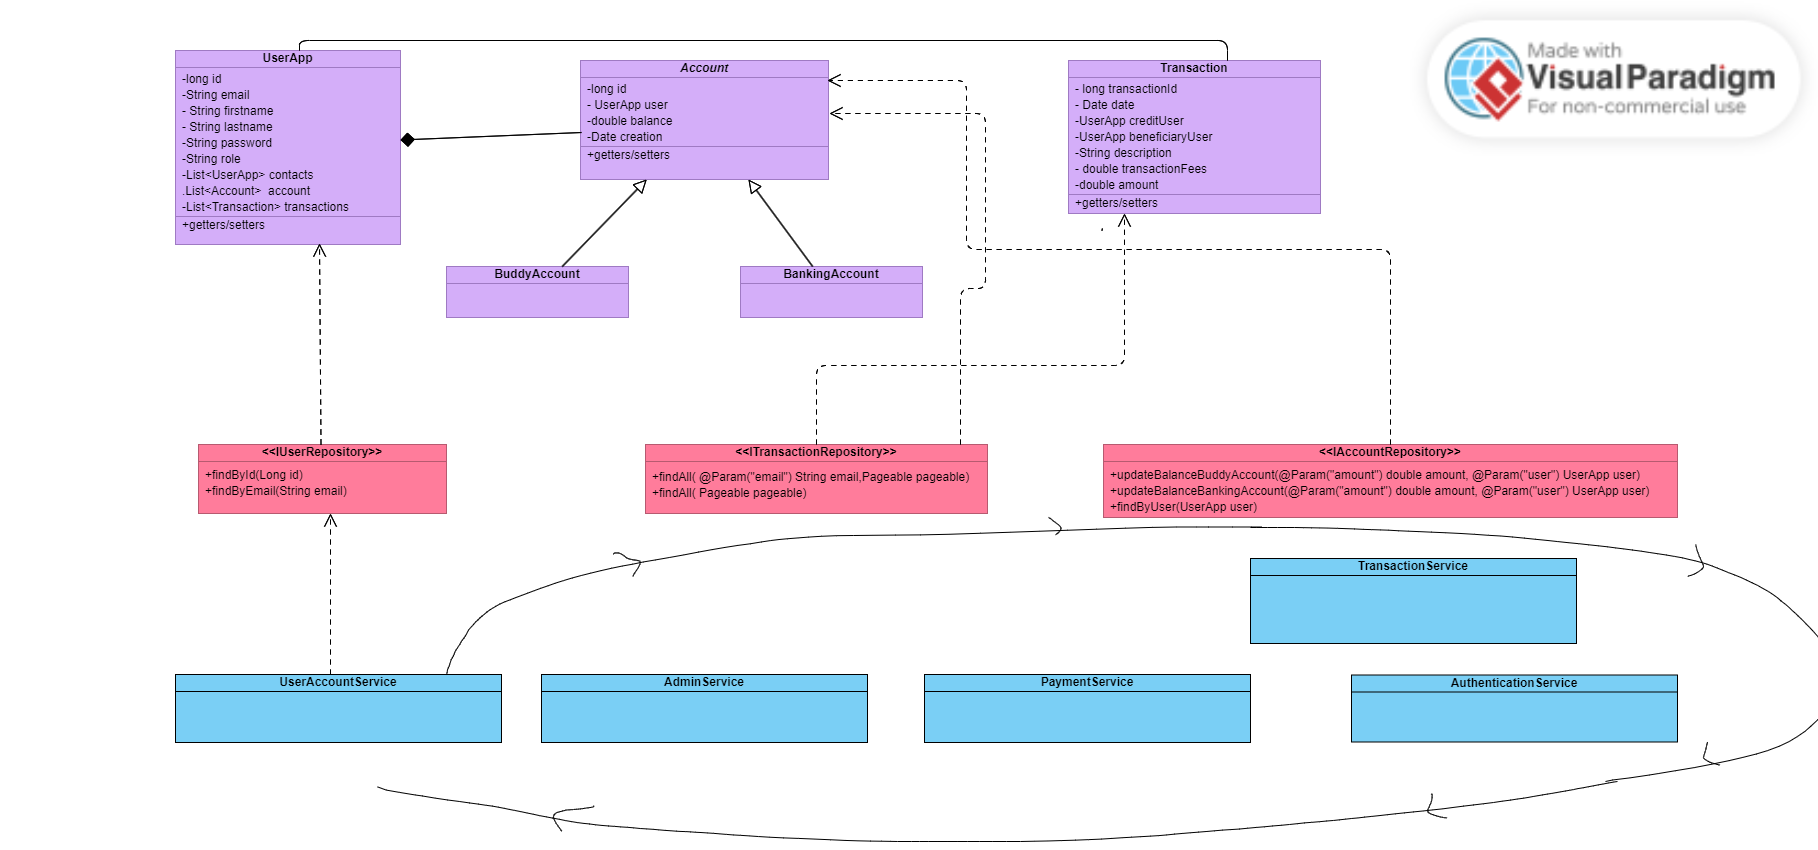 Made with
Visual Paradigm
For non-commercial use
UserApp
-long id
-String email
- String firstname
- String lastname
-String password
-String role
-List<UserApp> contacts
.List<Account>  account
-List<Transaction> transactions
+getters/setters
Account
-long id
- UserApp user
-double balance
-Date creation
+getters/setters
Transaction
- long transactionId
- Date date
-UserApp creditUser
-UserApp beneficiaryUser
-String description
- double transactionFees
-double amount
+getters/setters
BuddyAccount
BankingAccount
<<IUserRepository>>
+findById(Long id)
+findByEmail(String email)
<<ITransactionRepository>>
+findAll( @Param("email") String email,Pageable pageable)
+findAll( Pageable pageable)
<<IAccountRepository>>
+updateBalanceBuddyAccount(@Param("amount") double amount, @Param("user") UserApp user)
+updateBalanceBankingAccount(@Param("amount") double amount, @Param("user") UserApp user)
+findByUser(UserApp user)
TransactionService
UserAccountService
AdminService
PaymentService
AuthenticationService